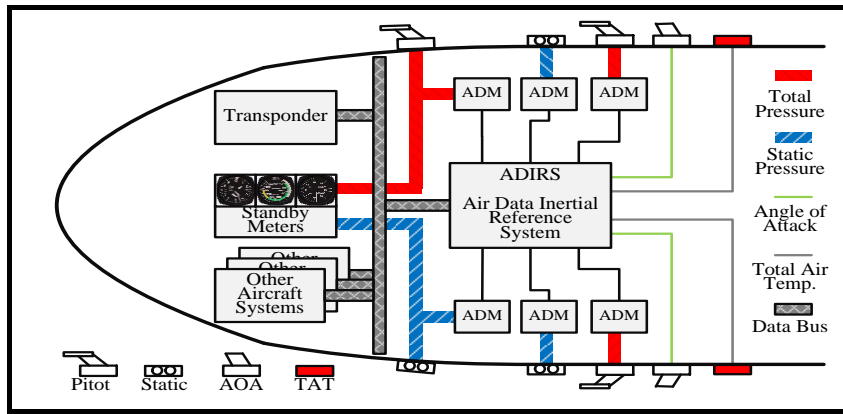 ADM
ADM
ADM
Transponder
Total
Pressure
ADIRS
Air Data Inertial
Reference
System
Static
Pressure
Standby
Meters
Angle of
Attack
Other
Other
Other
Aircraft
Systems
Total Air
Temp.
ADM
ADM
ADM
Data Bus
Pitot
Static
AOA
TAT